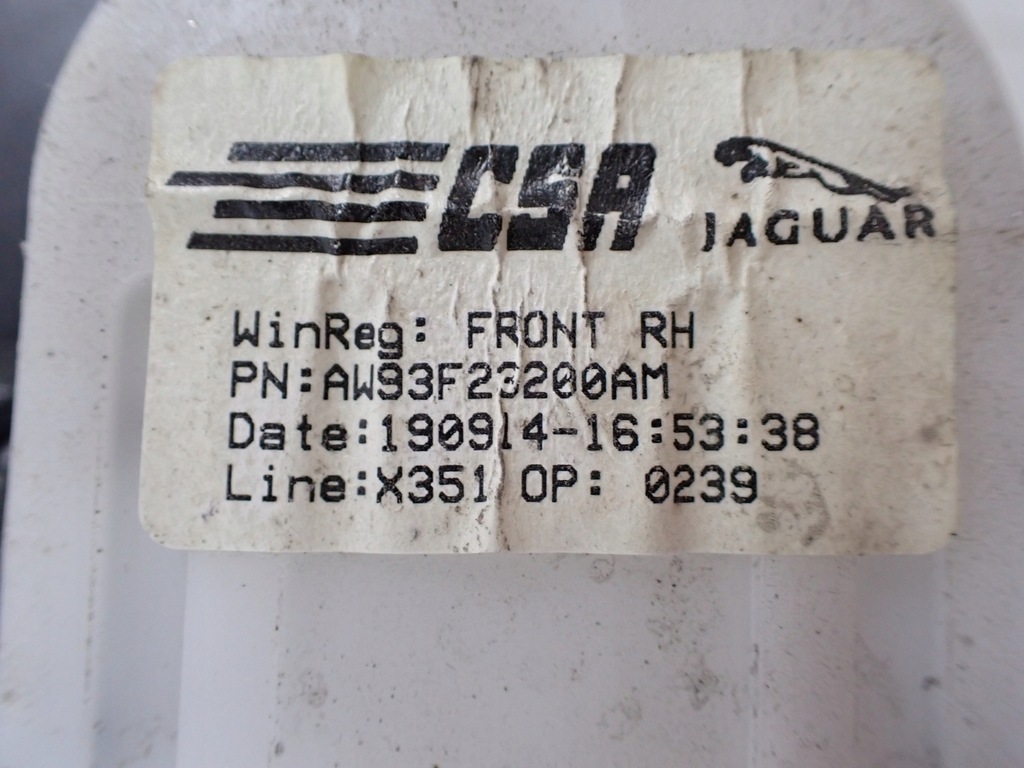 CSA JAGUAR
WinReg: FRONT RH
PN:AW93F23200AM
Date:190914-16:53:38
Line:X351 OP: 0239